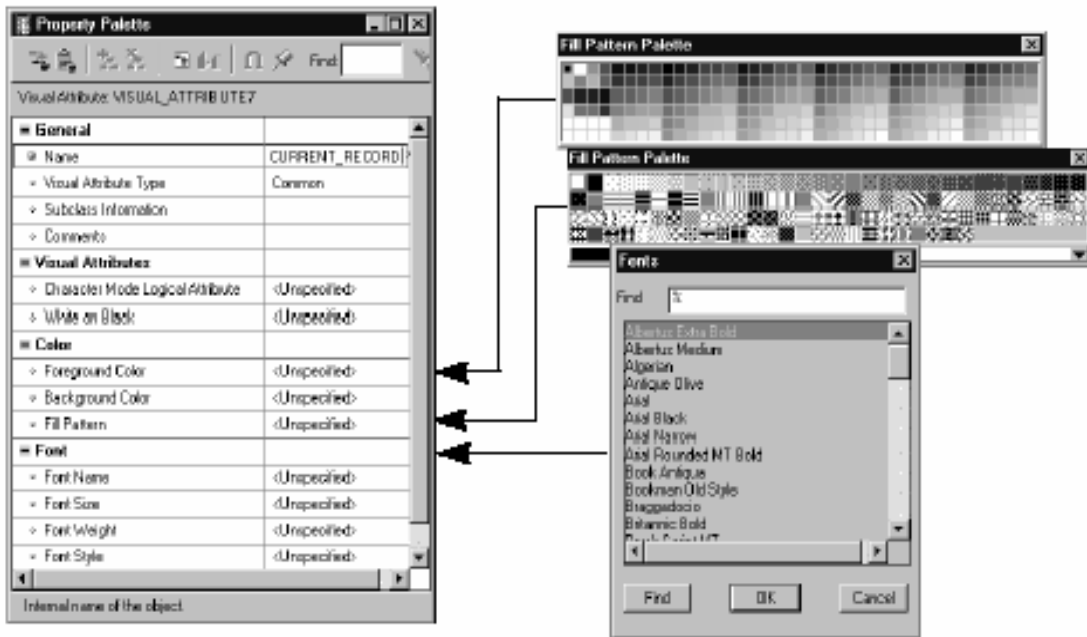 Property Palette
Find
Visual Attribute: VISUAL_ATTRIBUTE7
General
Name CURRENT_RECORD
Visual Attribute Type Common
Subclass Information
Comments
Visual Attributes
Character Mode Logical Attribute <Unspecified>
White on Black <Unspecified>
Color
Foreground Color <Unspecified>
Background Color <Unspecified>
Fill Pattern <Unspecified>
Font
Font Name <Unspecified>
Font Size <Unspecified>
Font Weight <Unspecified>
Font Style <Unspecified>
Internal name of the object.
Fill Pattern Palette
Fill Pattern Palette
Fonts
Find %
Albertus Extra Bold
Albertus Medium
Algerian
Antique Olive
Arial
Arial Black
Arial Narrow
Arial Rounded MT Bold
Book Antiqua
Bookman Old Style
Braggadocio
Britannic Bold
Find OK Cancel